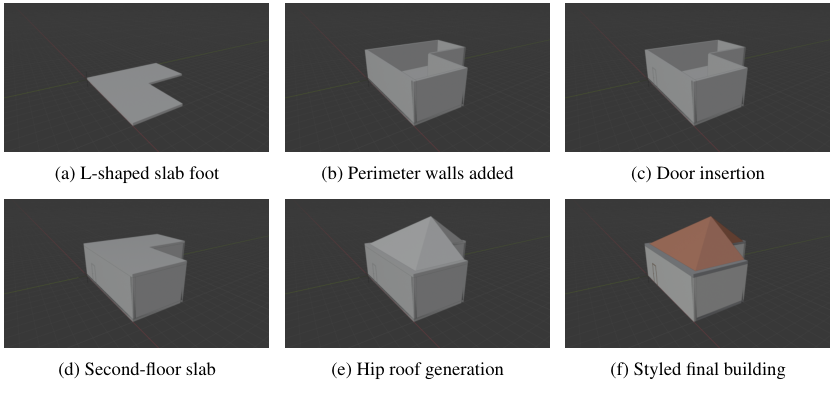 (a) L-shaped slab foot
(b) Perimeter walls added
(c) Door insertion
(d) Second-floor slab
(e) Hip roof generation
(f) Styled final building